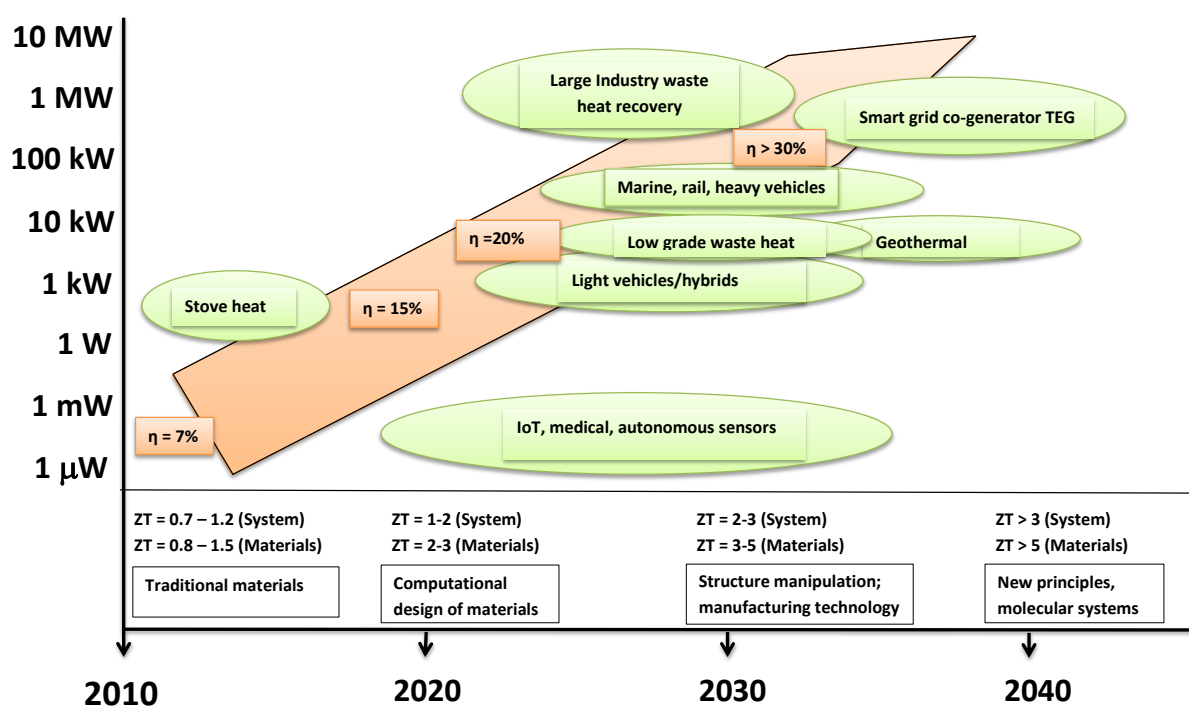 10 MW
1 MW
100 kW
10 kW
1 kW
1 W
1 mW
1 μW
Large Industry waste
heat recovery
Smart grid co-generator TEG
η > 30%
Marine, rail, heavy vehicles
η =20%
Low grade waste heat
Geothermal
Light vehicles/hybrids
Stove heat
η = 15%
IoT, medical, autonomous sensors
η = 7%
ZT = 0.7 – 1.2 (System)
ZT = 0.8 – 1.5 (Materials)
Traditional materials
ZT = 1-2 (System)
ZT = 2-3 (Materials)
Computational
design of materials
ZT = 2-3 (System)
ZT = 3-5 (Materials)
Structure manipulation;
manufacturing technology
ZT > 3 (System)
ZT > 5 (Materials)
New principles,
molecular systems
2010
2020
2030
2040